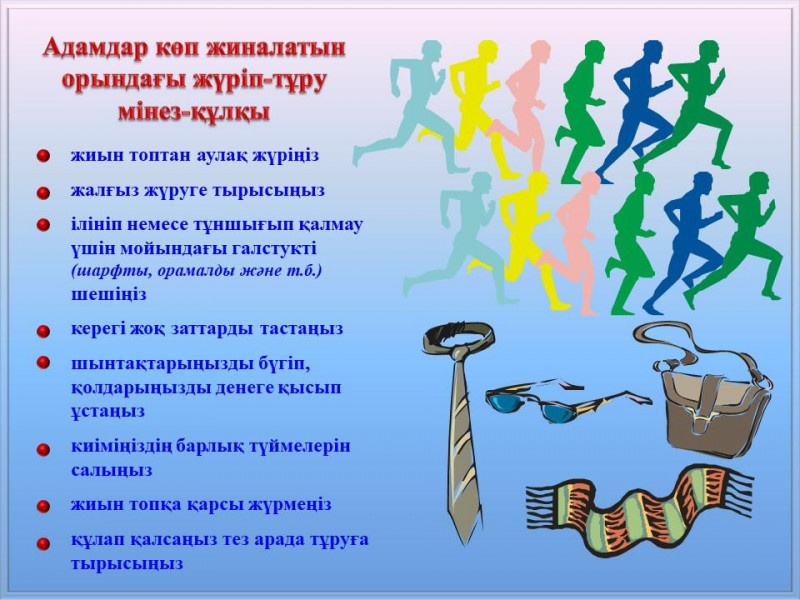 Адамдар көп жиналатын
орындағы жүріп-тұру
мінез-құлқы
жиын топтан аулақ жүріңіз
жалғыз жүруге тырысыңыз
ілініп немесе тұншығып қалмау
үшін мойындағы галстукті
(шарфты, орамалды және т.б.)
шешіңіз
керегі жоқ заттарды тастаңыз
шынтақтарыңызды бүгіп,
қолдарыңызды денеге қысып
ұстаңыз
киіміңіздің барлық түймелерін
салыңыз
жиын топқа қарсы жүрмеңіз
құлап қалсаңыз тез арада тұруға
тырысыңыз